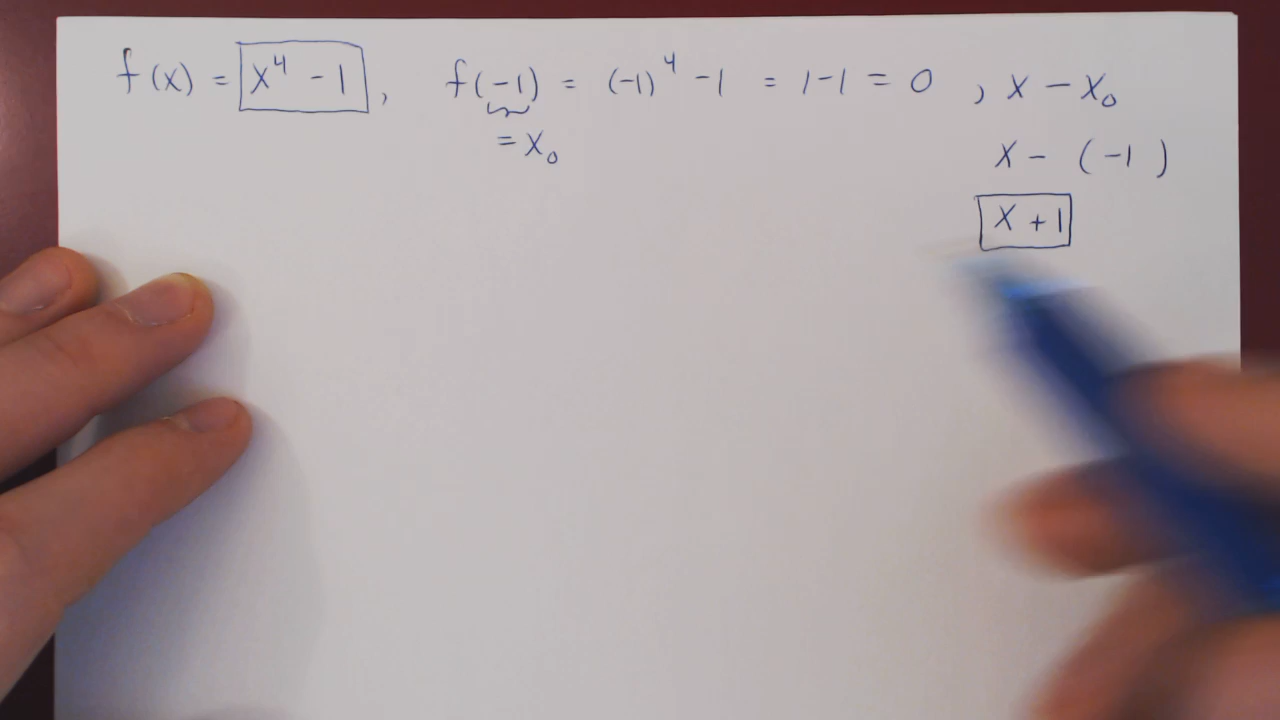 f(x) = x⁴ - 1 , f(-1) = (-1)⁴ - 1 = 1 - 1 = 0 , x - x₀
= x₀
x - (-1)
x + 1